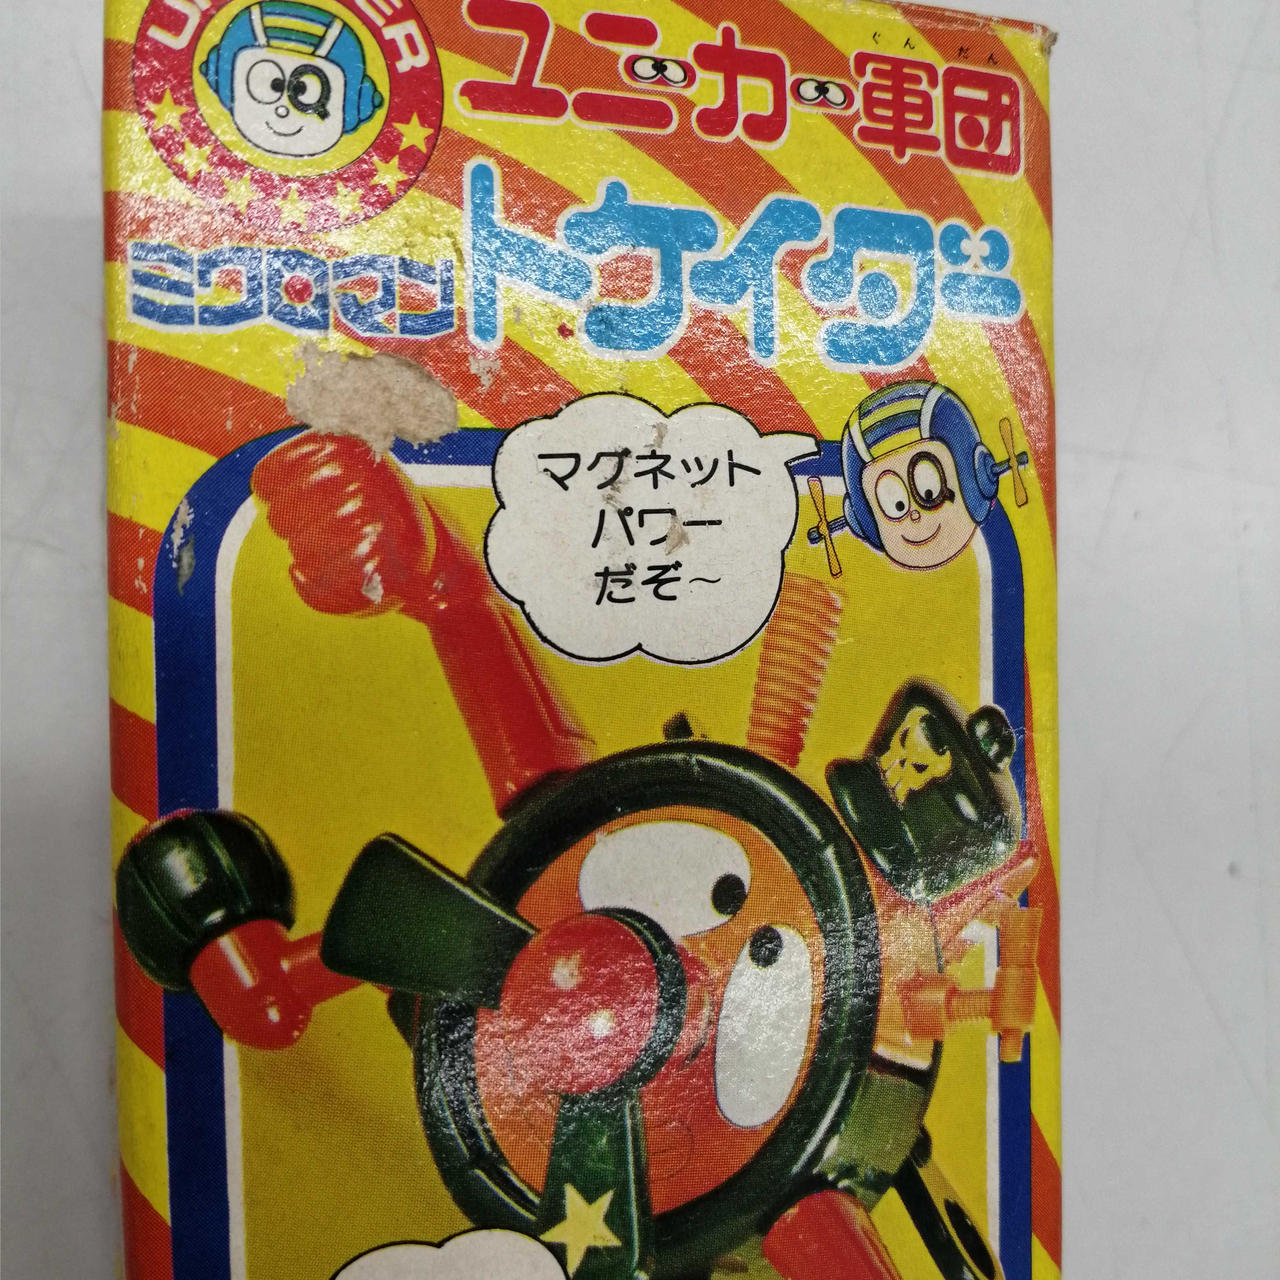 ユニカー軍団
ぐんだん
ミクロマン トケイダー
マグネット
パワー
だぞ～